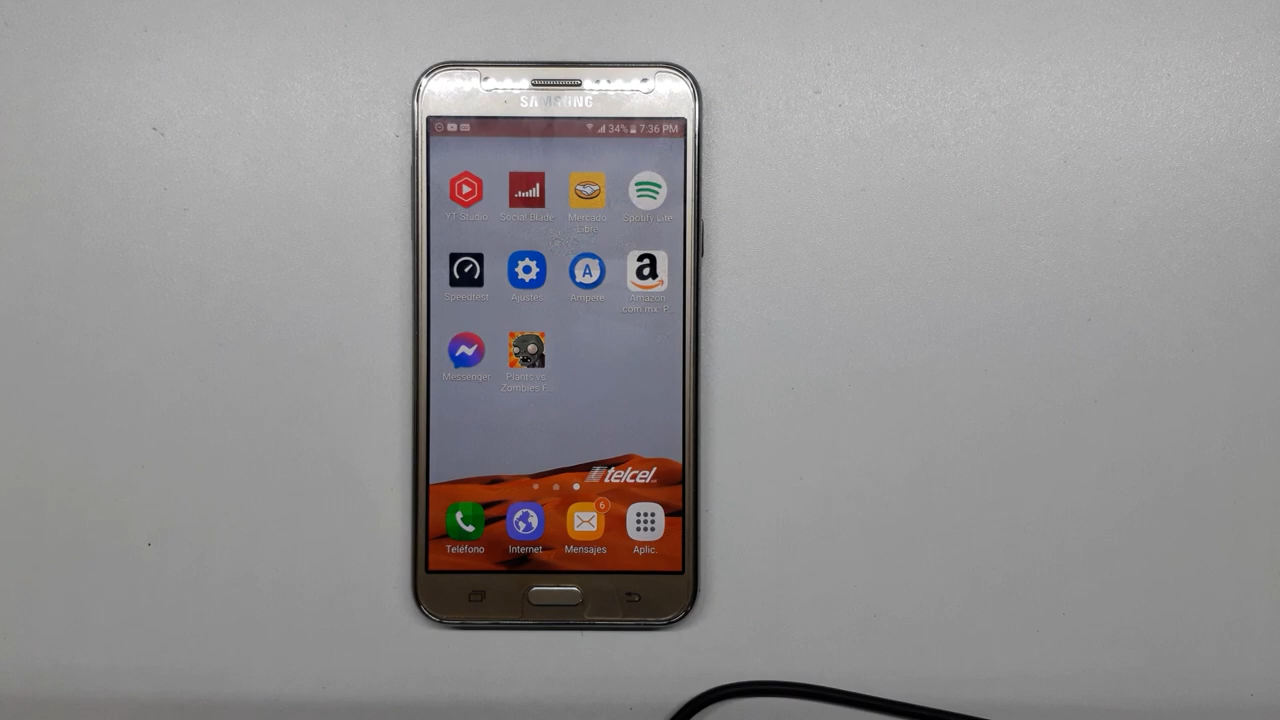 SAMSUNG
34% 7:36 PM
YT Studio
Social Blade
Mercado
Libre
Spotify Lite
Speedtest
Ajustes
Ampere
a
Amazon
com.mx: P...
Messenger
Plants vs.
Zombies F...
telcel
6
Teléfono
Internet
Mensajes
Aplic.